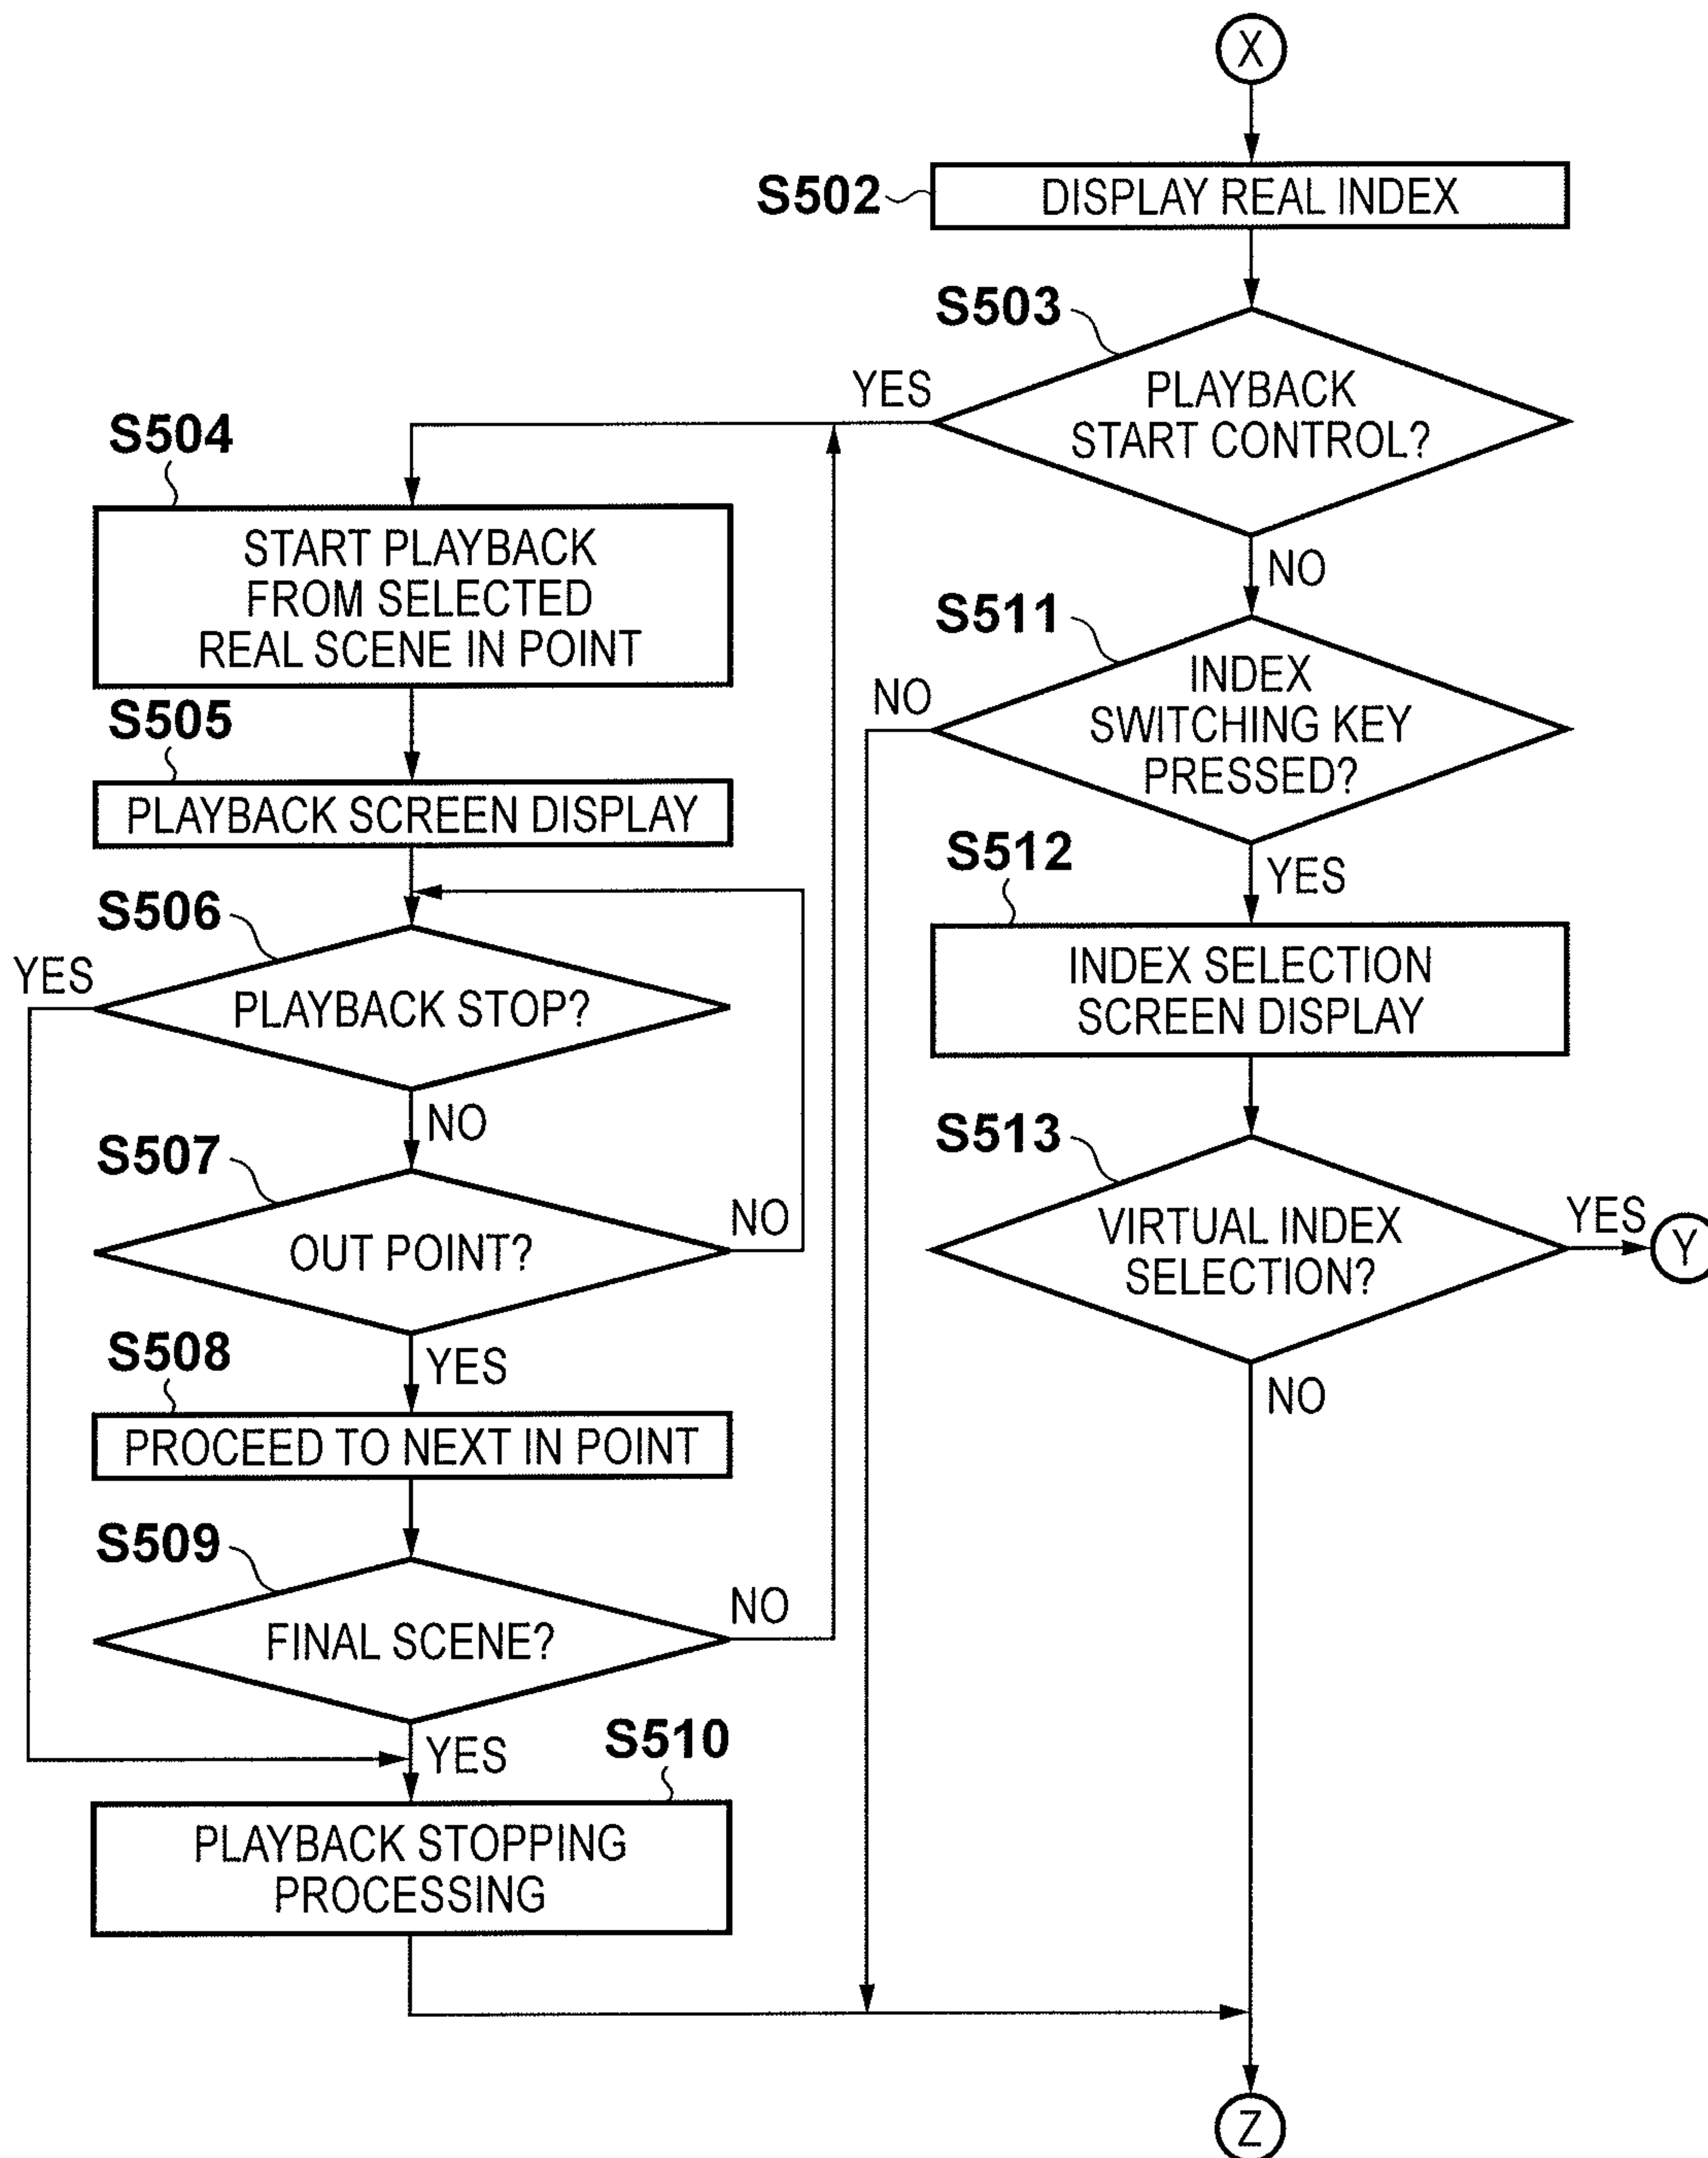 X
S502
DISPLAY REAL INDEX
S503
PLAYBACK
START CONTROL?
YES
NO
S504
START PLAYBACK
FROM SELECTED
REAL SCENE IN POINT
S505
PLAYBACK SCREEN DISPLAY
S506
PLAYBACK STOP?
YES
NO
S507
OUT POINT?
NO
YES
S508
PROCEED TO NEXT IN POINT
S509
FINAL SCENE?
NO
YES
S510
PLAYBACK STOPPING
PROCESSING
S511
INDEX
SWITCHING KEY
PRESSED?
NO
YES
S512
INDEX SELECTION
SCREEN DISPLAY
S513
VIRTUAL INDEX
SELECTION?
YES
Y
NO
Z